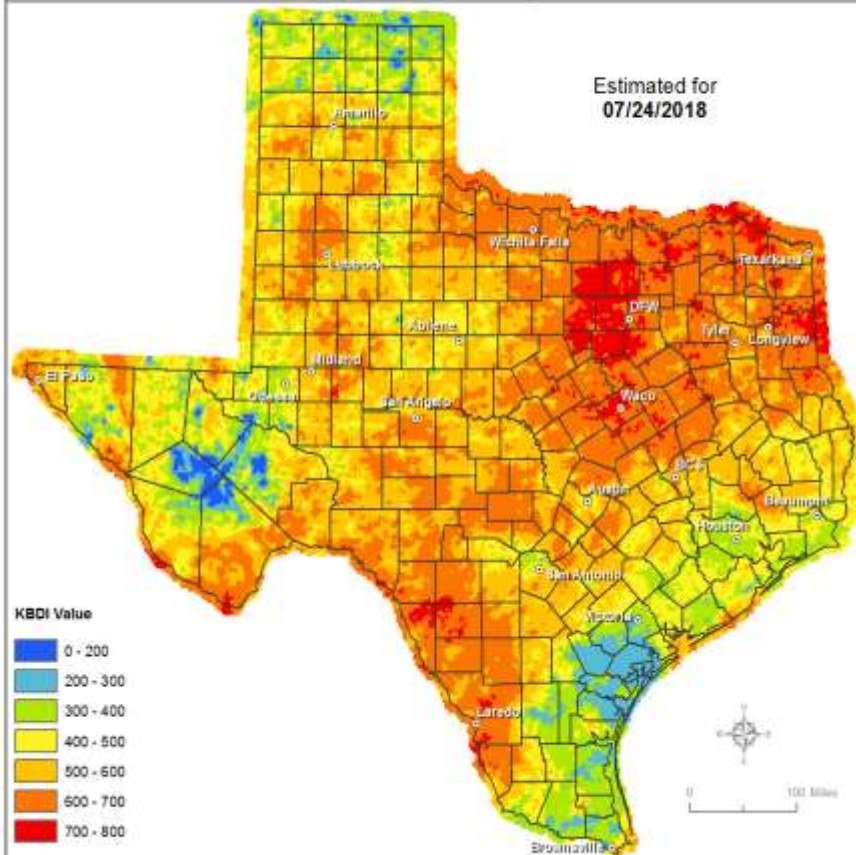 Estimated for
07/24/2018
Amarillo
Wichita Falls
Texarkana
Lubbock
DFW
Abilene
Tyler
Longview
El Paso
Midland
Odessa
San Angelo
Waco
BCS
Austin
Beaumont
Houston
San Antonio
Victoria
Laredo
Brownsville
KBDI Value
0 - 200
200 - 300
300 - 400
400 - 500
500 - 600
600 - 700
700 - 800
0 100 Miles